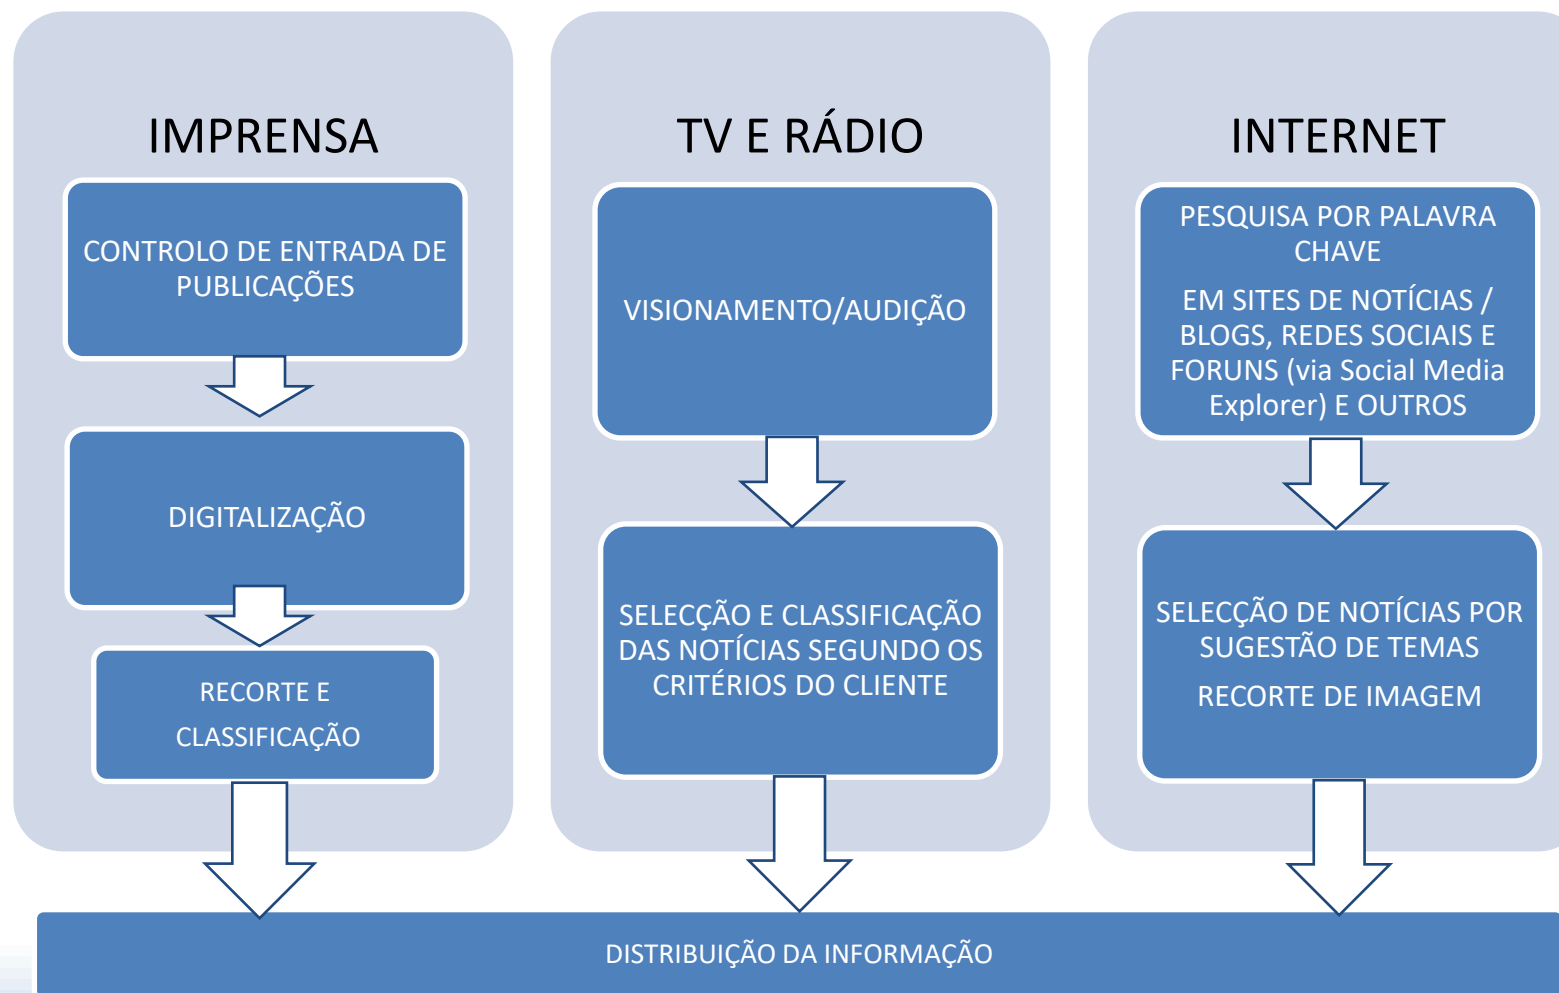 IMPRENSA
CONTROLO DE ENTRADA DE
PUBLICAÇÕES
DIGITALIZAÇÃO
RECORTE E
CLASSIFICAÇÃO
TV E RÁDIO
VISIONAMENTO/AUDIÇÃO
SELECÇÃO E CLASSIFICAÇÃO
DAS NOTÍCIAS SEGUNDO OS
CRITÉRIOS DO CLIENTE
INTERNET
PESQUISA POR PALAVRA
CHAVE
EM SITES DE NOTÍCIAS /
BLOGS, REDES SOCIAIS E
FORUNS (via Social Media
Explorer) E OUTROS
SELECÇÃO DE NOTÍCIAS POR
SUGESTÃO DE TEMAS
RECORTE DE IMAGEM
DISTRIBUIÇÃO DA INFORMAÇÃO